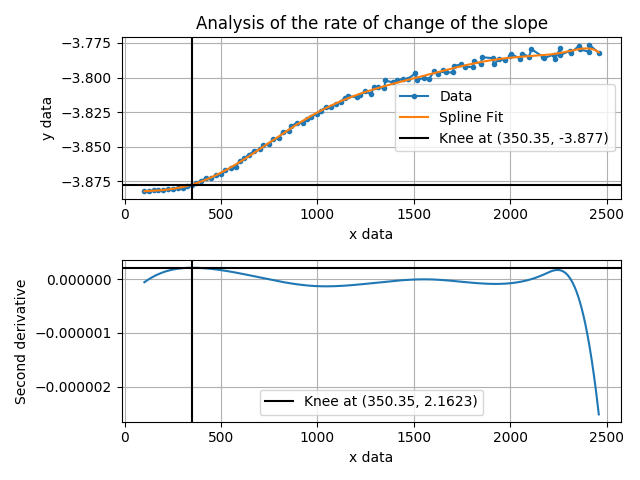 Analysis of the rate of change of the slope
−3.775
−3.800
−3.825
−3.850
−3.875
y data
Data
Spline Fit
Knee at (350.35, -3.877)
0 500 1000 1500 2000 2500
x data
0.000000
−0.000001
−0.000002
Second derivative
Knee at (350.35, 2.1623)
0 500 1000 1500 2000 2500
x data